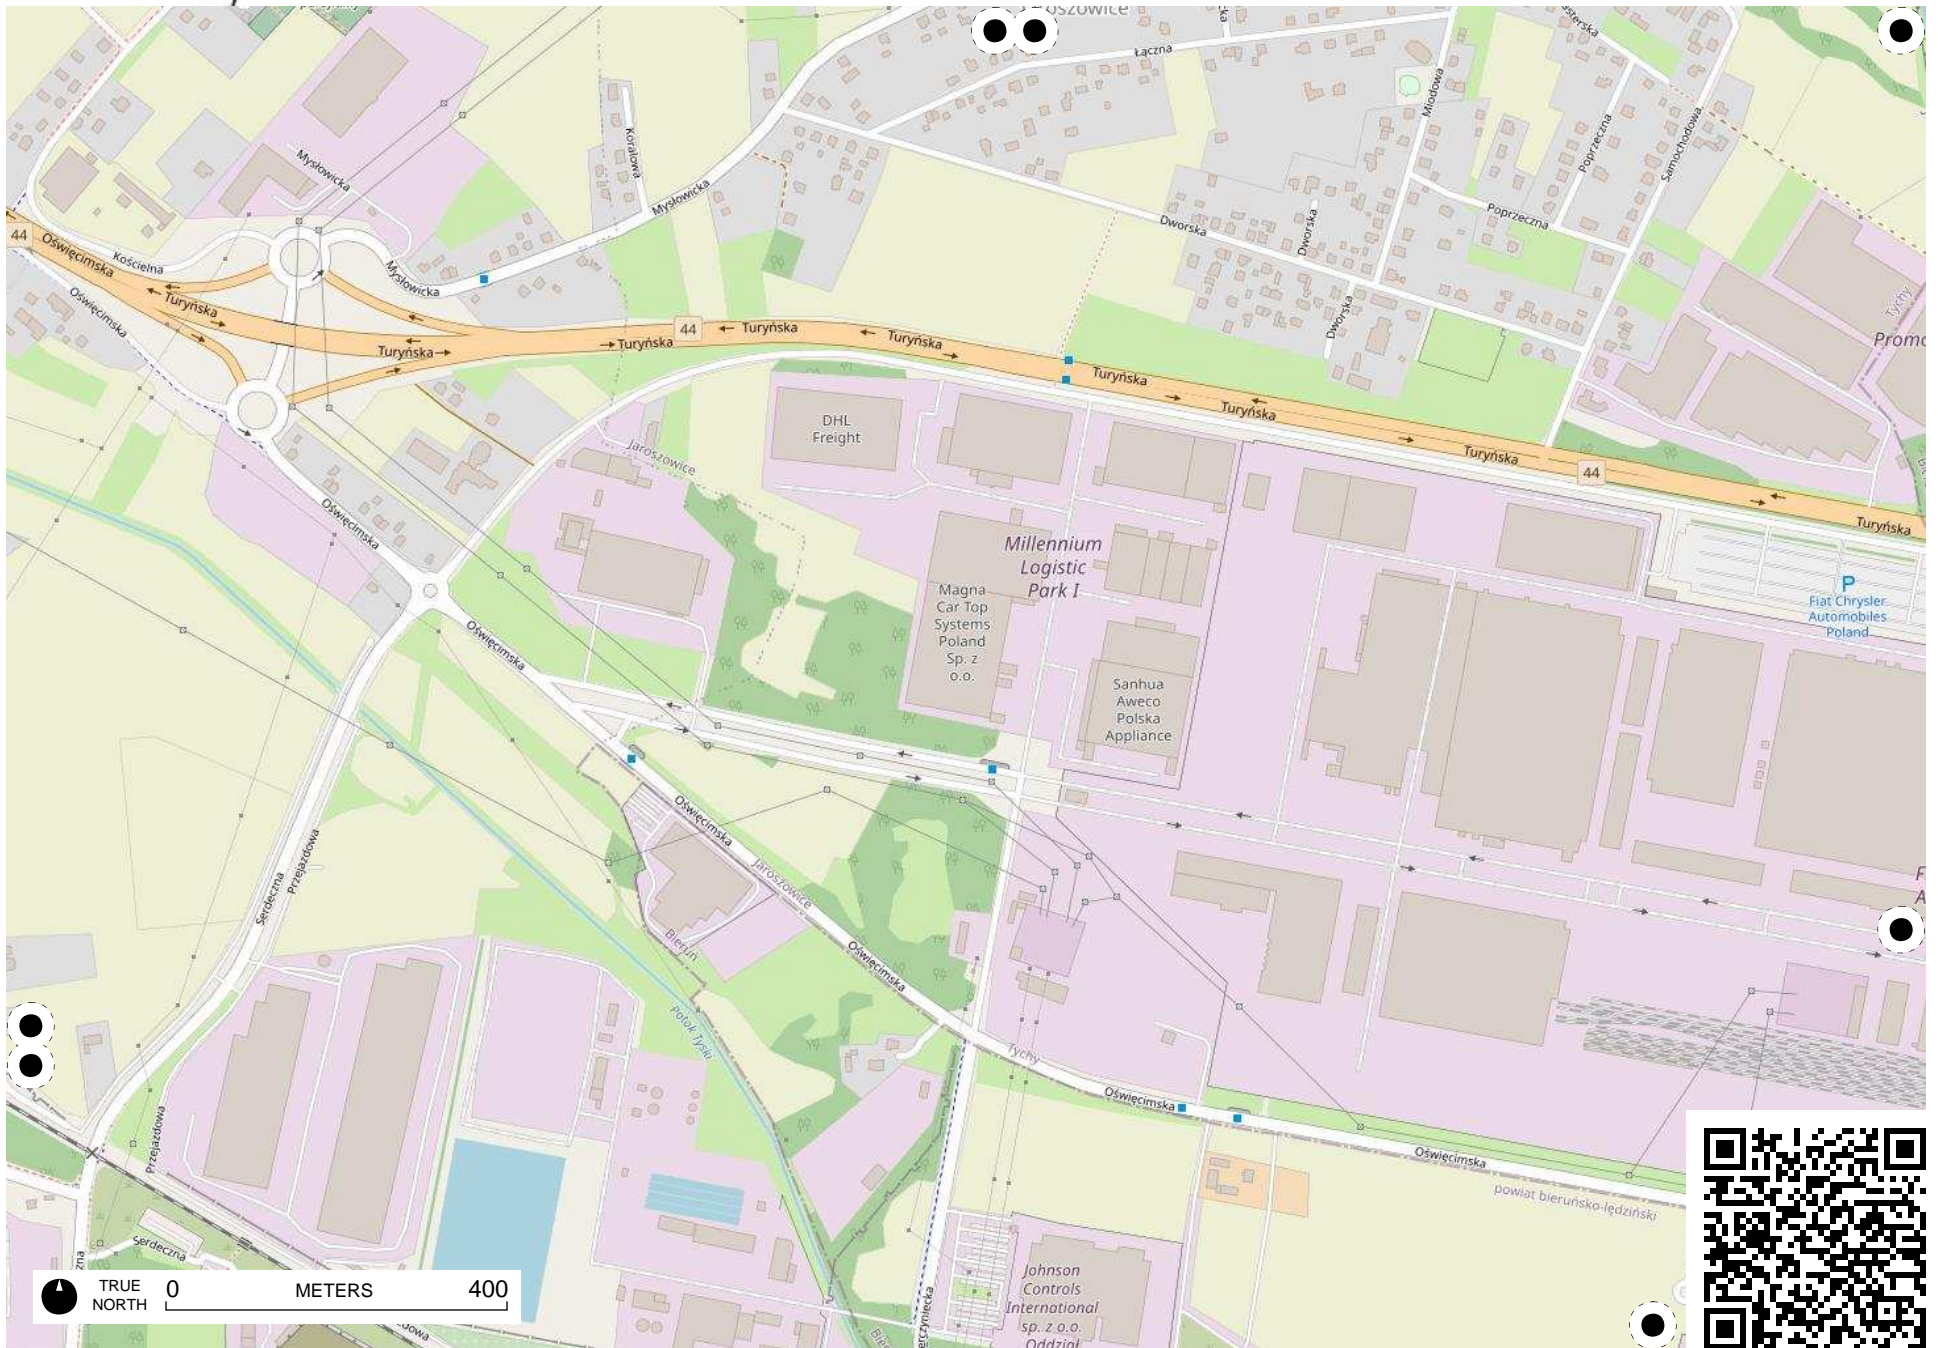 Łączna
Miodowa
Poprzeczna
Samochodowa
Koralowa
Mysłowicka
Mysłowicka
Dworska
Dworska
Poprzeczna
44
Oświęcimska
Kościelna
Mysłowicka
Oświęcimska
Turyńska
Turyńska
Turyńska
44
Turyńska
Turyńska
Dworska
Tychy
Turyńska
Turyńska
Turyńska
44
Turyńska
DHL
Freight
Jaroszowice
Oświęcimska
Millennium
Logistic
Park I
Magna
Car Top
Systems
Poland
Sp. z
o.o.
P
Fiat Chrysler
Automobiles
Poland
Oświęcimska
Sanhua
Aweco
Polska
Appliance
Oświęcimska
Jaroszowice
Przejazdowa
Serdeczna
Bieruń
Oświęcimska
Potok Tyski
Tychy
Oświęcimska
Przejazdowa
Oświęcimska
powiat bieruńsko-lędziński
Serdeczna
Johnson
Controls
International
sp. z o.o.
Oddział
TRUE
NORTH
0 METERS 400